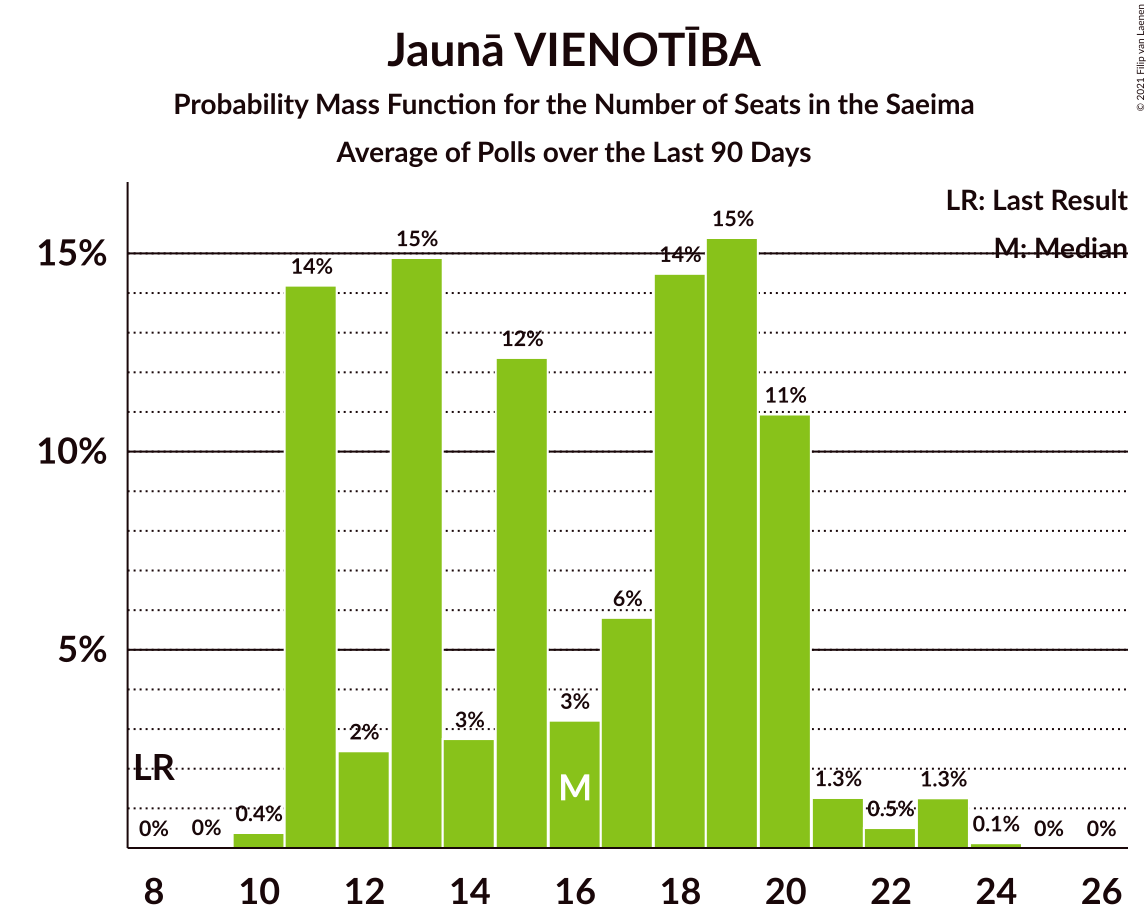 Jaunā VIENOTĪBA
Probability Mass Function for the Number of Seats in the Saeima
Average of Polls over the Last 90 Days
© 2021 Filip van Laenen
LR: Last Result
M: Median
15%
10%
5%
LR
0%
0%
0.4%
14%
2%
15%
3%
12%
3%
M
6%
14%
15%
11%
1.3%
0.5%
1.3%
0.1%
0%
0%
8 10 12 14 16 18 20 22 24 26